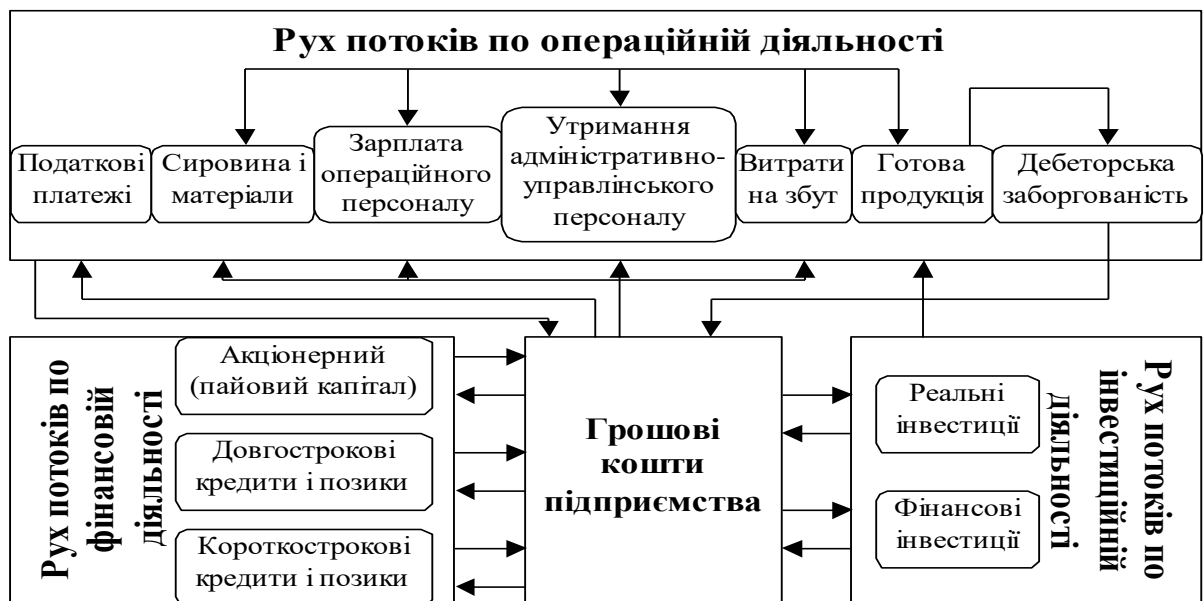 Рух потоків по операційній діяльності
Податкові
платежі
Сировина і
матеріали
Зарплата
операційного
персоналу
Утримання
адміністративно-
управлінського
персоналу
Витрати
на збут
Готова
продукція
Дебеторська
заборгованість
Рух потоків по
фінансовій
діяльності
Акціонерний
(пайовий капітал)
Довгострокові
кредити і позики
Короткострокові
кредити і позики
Грошові
кошти
підприємства
Реальні
інвестиції
Фінансові
інвестиції
Рух потоків по
інвестиційній
діяльності